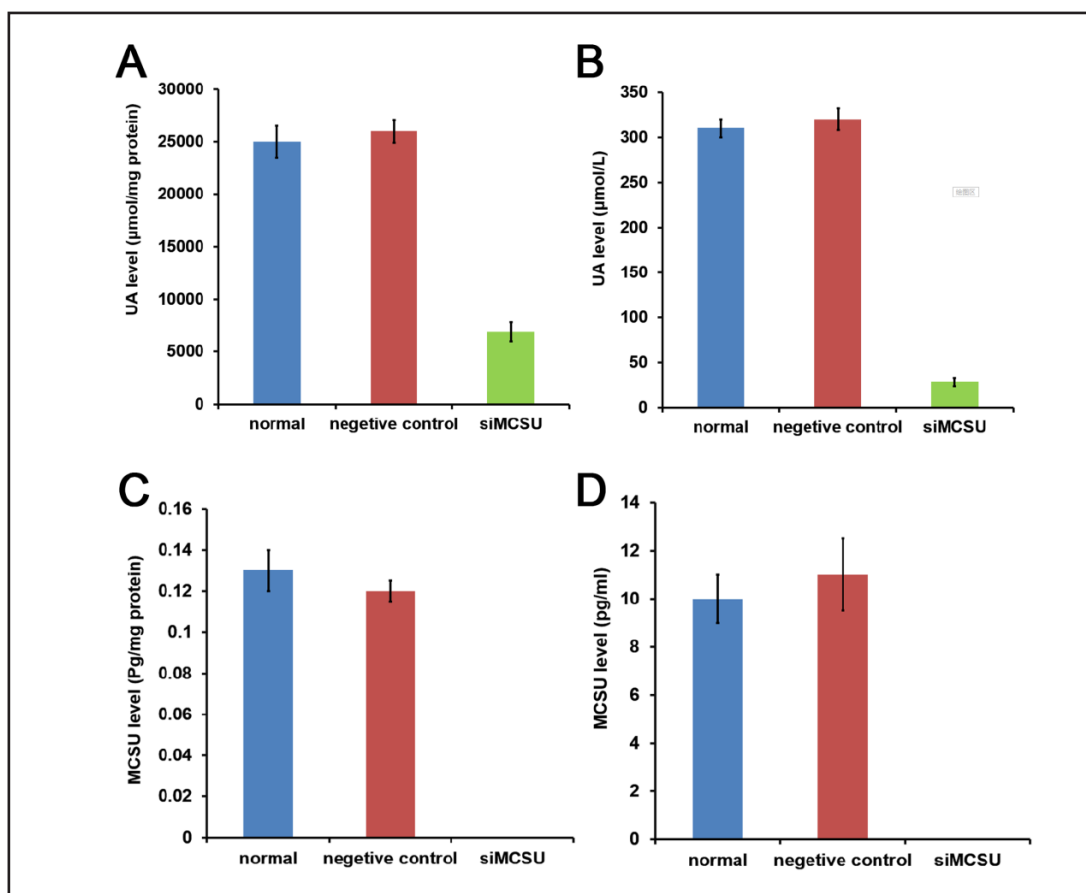 A
UA level (µmol/mg protein)
30000
25000
20000
15000
10000
5000
0
normal negetive control siMCSU
B
UA level (µmol/L)
350
300
250
200
150
100
50
0
normal negetive control siMCSU
C
MCSU level (Pg/mg protein)
0.16
0.14
0.12
0.1
0.08
0.06
0.04
0.02
0
normal negetive control siMCSU
D
MCSU level (pg/ml)
14
12
10
8
6
4
2
0
normal negetive control siMCSU